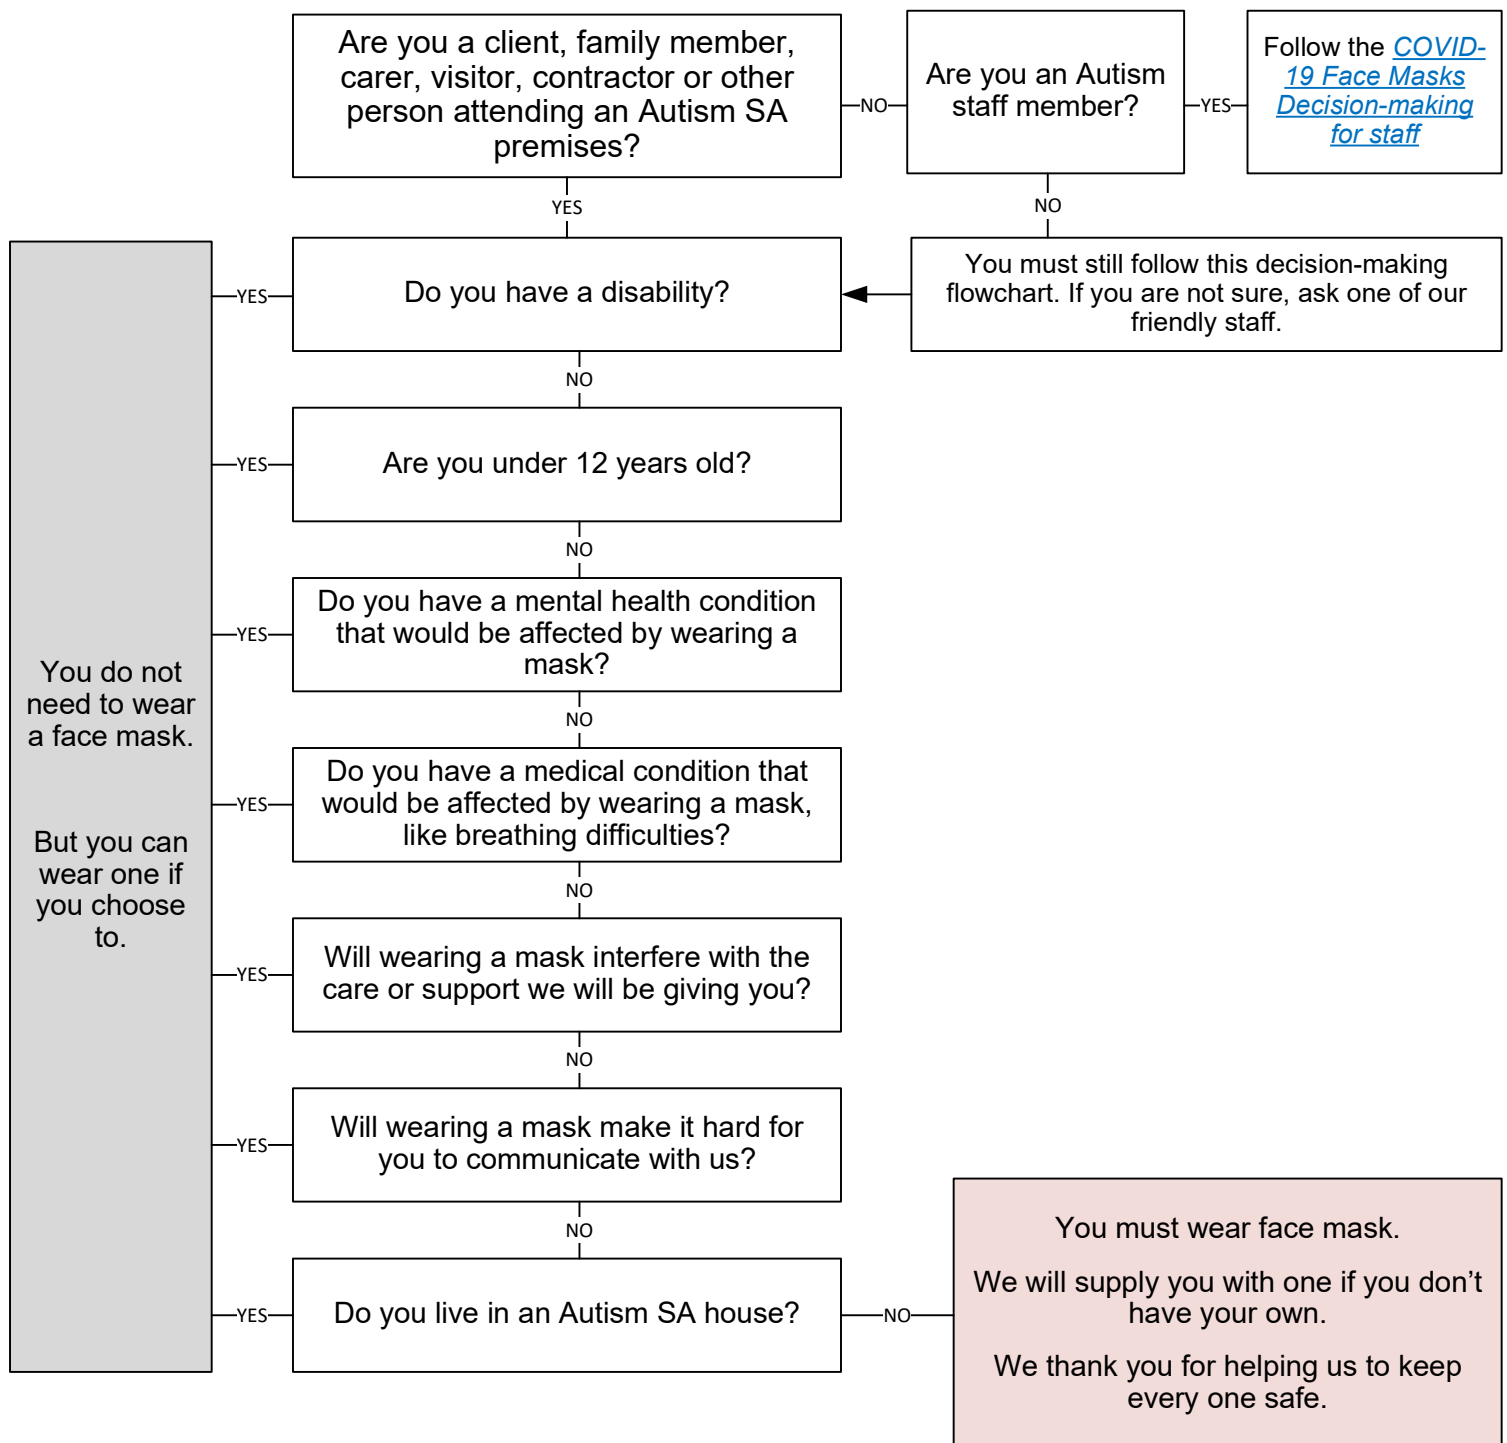 Are you a client, family member,
carer, visitor, contractor or other
person attending an Autism SA
premises?
NO
Are you an Autism
staff member?
YES
Follow the COVID-
19 Face Masks
Decision-making
for staff
YES
NO
You must still follow this decision-making
flowchart. If you are not sure, ask one of our
friendly staff.
Do you have a disability?
YES
NO
Are you under 12 years old?
YES
NO
Do you have a mental health condition
that would be affected by wearing a
mask?
YES
NO
Do you have a medical condition that
would be affected by wearing a mask,
like breathing difficulties?
YES
NO
Will wearing a mask interfere with the
care or support we will be giving you?
YES
NO
Will wearing a mask make it hard for
you to communicate with us?
YES
NO
Do you live in an Autism SA house?
YES
NO
You do not
need to wear
a face mask.
But you can
wear one if
you choose
to.
You must wear face mask.
We will supply you with one if you don’t
have your own.
We thank you for helping us to keep
every one safe.